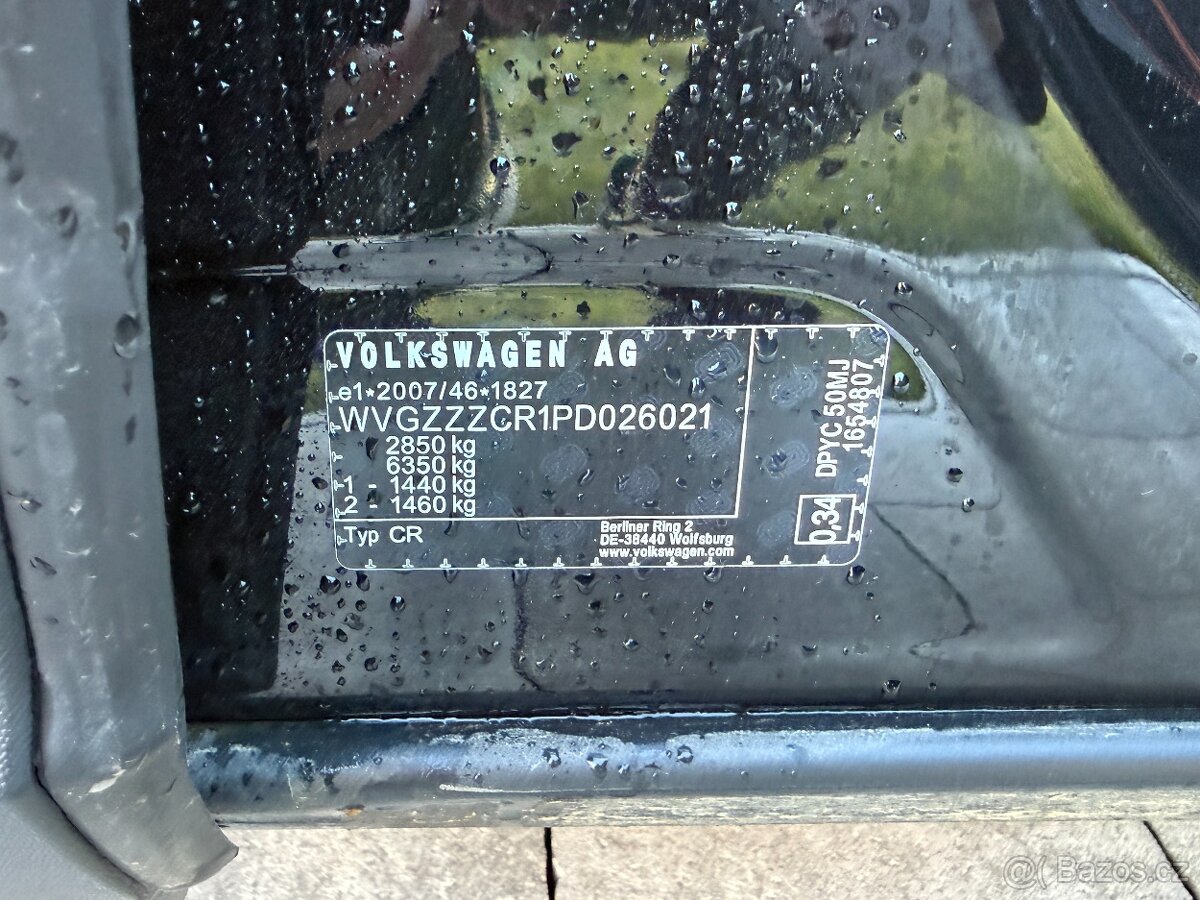 VOLKSWAGEN AG
e1*2007/46*1827
WVGZZZCR1PD026021
2850 kg
6350 kg
1 - 1440 kg
2 - 1460 kg
Typ CR
Berliner Ring 2
DE-38440 Wolfsburg
www.volkswagen.com
DPYC 50MJ
1654807
0,34
@( Bazos.cz